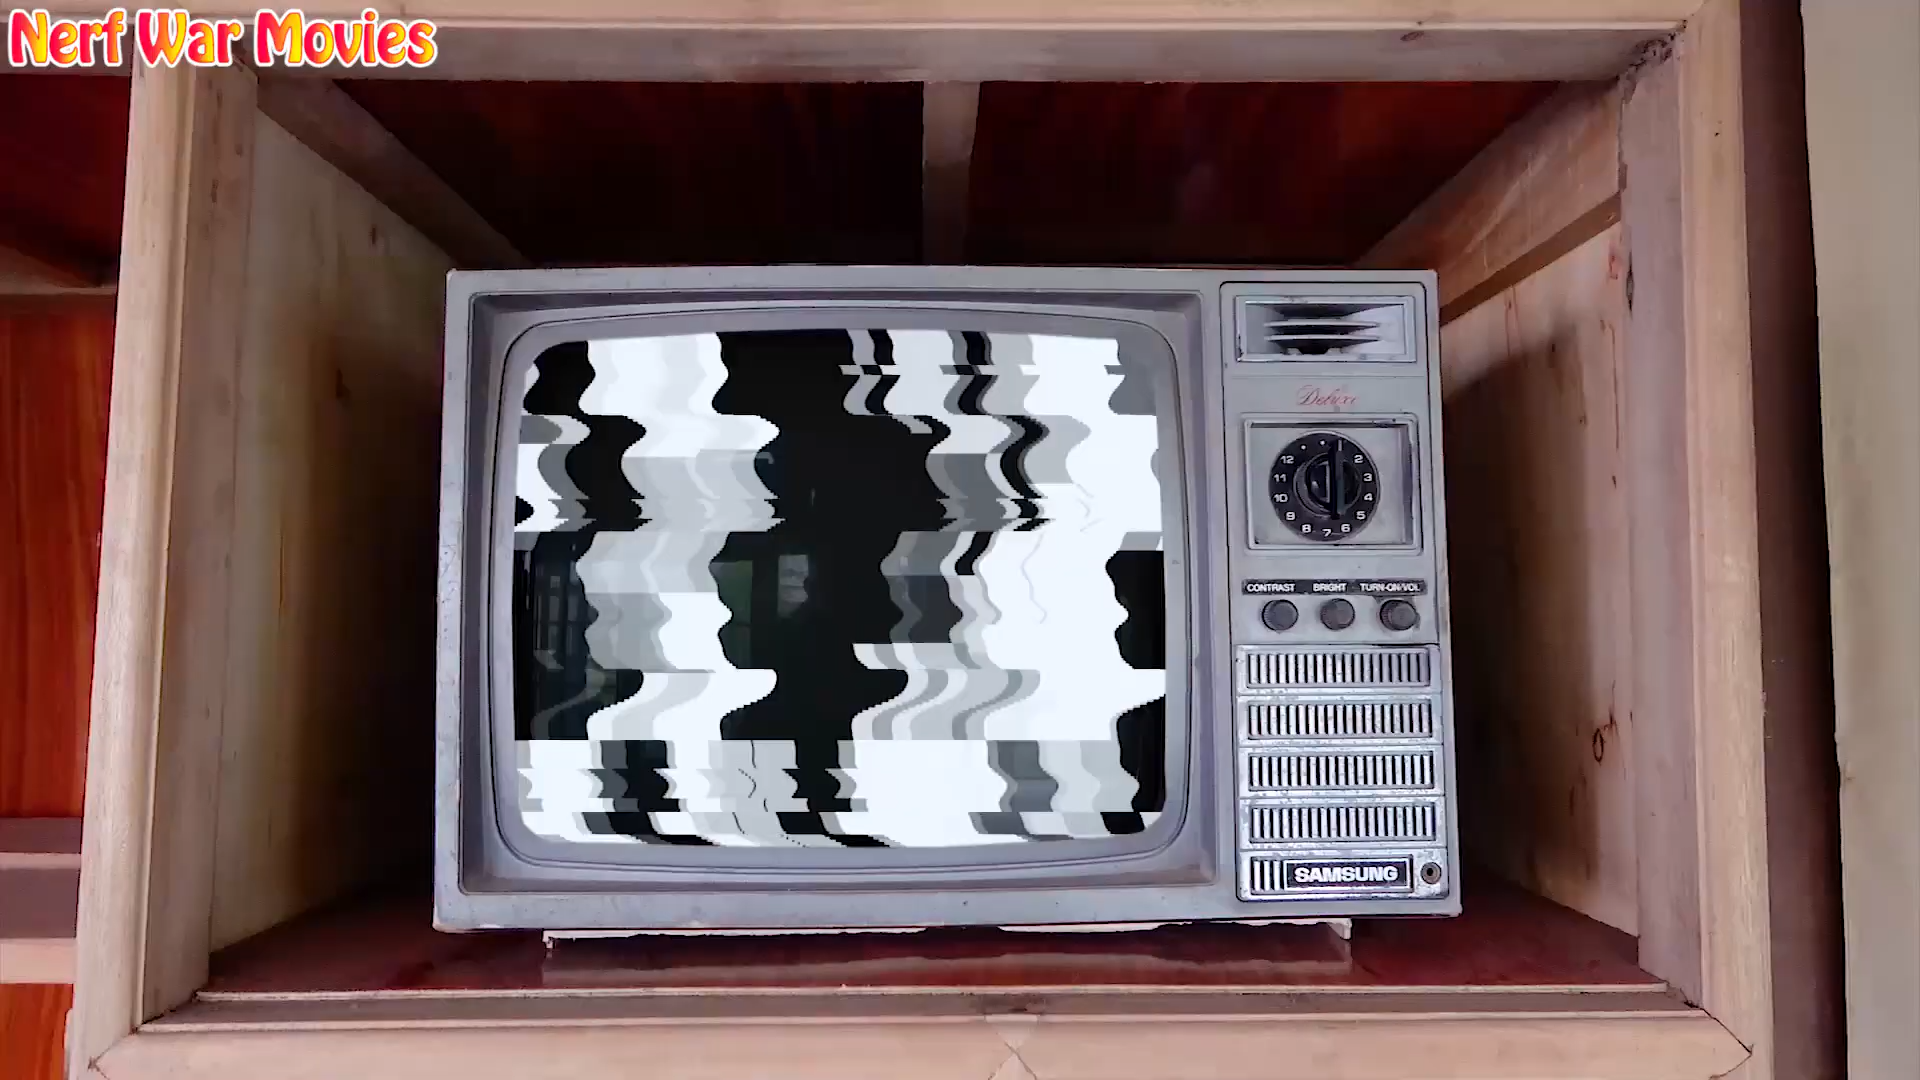 Nerf War Movies
Deluxe
12 2
11 3
10 4
9 5
8 7 6
CONTRAST BRIGHT TURN-ON/VOL
SAMSUNG